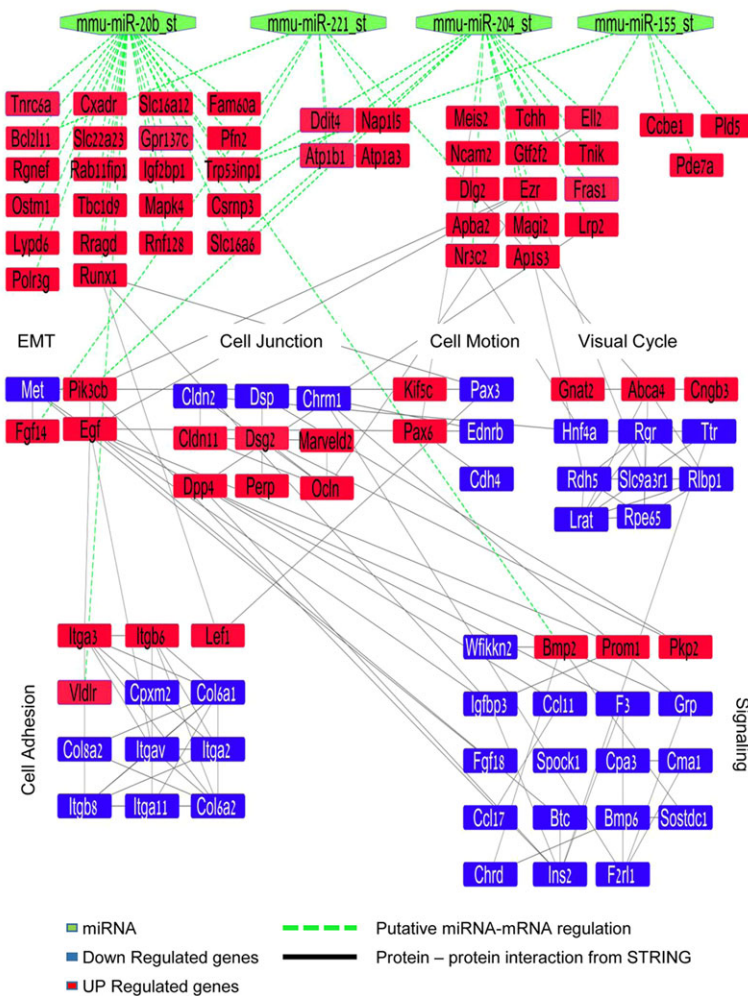 mmu-miR-20b_st mmu-miR-221_st mmu-miR-204_st mmu-miR-155_st
Tnrc6a Cxadr Slc16a12 Fam60a
Bcl2l11 Slc22a23 Gpr137c Pfn2
Rgnef Rab11fip1 Igf2bp1 Trp53inp1
Ostm1 Tbc1d9 Mapk4 Csrnp3
Lypd6 Rragd Rnf128 Slc16a6
Polr3g Runx1
Ddit4 Nap1l5
Atp1b1 Atp1a3
Meis2 Tchh Ell2
Ncam2 Gtf2f2 Tnik
Dlg2 Ezr Fras1
Apba2 Magi2 Lrp2
Nr3c2 Ap1s3
Ccbe1 Pld5
Pde7a
EMT Cell Junction Cell Motion Visual Cycle
Met Pik3cb
Fgf14 Egf
Cldn2 Dsp Chrm1
Cldn11 Dsg2 Marveld2
Dpp4 Perp Ocln
Kif5c Pax3
Pax6 Ednrb
Cdh4
Gnat2 Abca4 Cngb3
Hnf4a Rgr Ttr
Rdh5 Slc9a3r1 Rlbp1
Lrat Rpe65
Cell Adhesion
Itga3 Itgb6 Lef1
Vldlr Cpxm2 Col6a1
Col8a2 Itgav Itga2
Itgb8 Itga11 Col6a2
Signaling
Wfikkn2 Bmp2 Prom1 Pkp2
Igfbp3 Ccl11 F3 Grp
Fgf18 Spock1 Cpa3 Cma1
Ccl17 Btc Bmp6 Sostdc1
Chrd Ins2 F2rl1
miRNA
Down Regulated genes
UP Regulated genes
Putative miRNA-mRNA regulation
Protein – protein interaction from STRING